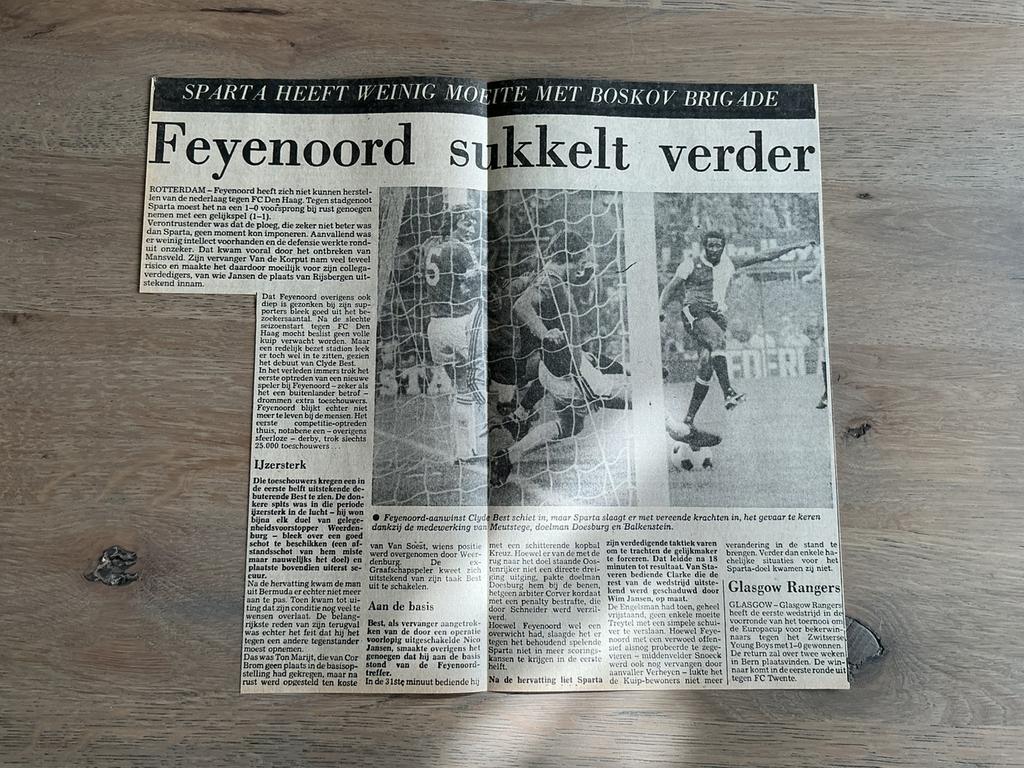 SPARTA HEEFT WEINIG MOEITE MET BOSKOV BRIGADE
Feyenoord sukkelt verder
ROTTERDAM – Feyenoord heeft zich niet kunnen herstel-
len van de nederlaag tegen FC Den Haag. Tegen stadgenoot
Sparta moest het na een 1–0 voorsprong bij rust genoegen
nemen met een gelijkspel (1–1).
Verontrustender was dat de ploeg, die zeker niet beter was
dan Sparta, geen moment kon imponeren. Aanvallend was
er weinig intellect voorhanden en de defensie werkte rond-
uit onzeker. Dat kwam vooral door het ontbreken van
Mansveld. Zijn vervanger Van de Korput nam veel teveel
risico en maakte het daardoor moeilijk voor zijn collega-
verdedigers, van wie Jansen de plaats van Rijsbergen uit-
stekend innam.
Dat Feyenoord overigens ook
diep is gezonken bij zijn sup-
porters bleek goed uit het be-
zoekersaantal. Na de slechte
seizoenstart tegen FC Den
Haag mocht beslist geen volle
kuip verwacht worden. Maar
een redelijk bezet stadion leek
er toch wel in te zitten, gezien
het debuut van Clyde Best.
In het verleden immers trok het
eerste optreden van een nieuwe
speler bij Feyenoord – zeker als
het een buitenlander betrof –
drommen extra toeschouwers.
Feyenoord blijkt echter niet
meer te leven bij de mensen. Het
eerste competitie-optreden
thuis, notabene een – overigens
sfeerloze – derby, trok slechts
25.000 toeschouwers ...
IJzersterk
Die toeschouwers kregen een in
de eerste helft uitstekende de-
buterende Best te zien. De don-
kere spits was in die periode
ijzersterk in de lucht – hij won
bijna elk duel van gelege-
nheidsvoorstopper Weerden-
burg – bleek over een goed
schot te beschikken (een af-
standsschot van hem miste
maar nauwelijks het doel) en
plaatste bovendien uiterst se-
cuur.
Na de hervatting kwam de man
uit Bermuda er echter niet meer
aan te pas. Toen kwam tot ui-
ting dat zijn conditie nog veel te
wensen overlaat. De belang-
rijkste reden van zijn terugval
was echter het feit dat hij het
tegen een andere tegenstander
moest opnemen.
Das was Ton Marijt, die van Cor
Brom geen plaats in de basisop-
stelling had gekregen, maar na
rust werd opgesteld ten koste
5
● Feyenoord-aanwinst Clyde Best schiet in, maar Sparta slaagt er met vereende krachten in, het gevaar te keren
dankzij de medewerking van Meutstege, doelman Doesburg en Balkenstein.
van Van Soest, wiens positie
werd overgenomen door Weer-
denburg. De ex-
Graafschapspeler kweet zich
uitstekend van zijn taak Best
uit te schakelen.
Aan de basis
Best, als vervanger aangetrok-
ken van de door een operatie
voorlopig uitgeschakelde Nico
Jansen, smaakte overigens het
genoegen dat hij aan de basis
stond van de Feyenoord-
treffer.
In de 31ste minuut bediende hij
met een schitterende kopbal
Kreuz. Hoewel er van de met de
rug naar het doel staande Oos-
tenrijker niet een directe drei-
ging uitging, pakte doelman
Doesburg hem bij de benen,
hetgeen arbiter Corver kordaat
met een penalty bestrafte, die
door Schneider werd verzil-
verd.
Hoewel Feyenoord wel een
overwicht had, slaagde het er
tegen het behoudend spelende
Sparta niet in meer scorings-
kansen te krijgen in de eerste
helft.
Na de hervatting liet Sparta
zijn verdedigende taktiek varen
om te trachten de gelijkmaker
te forceren. Dat leidde na 18
minuten tot resultaat. Van Sta-
veren bediende Clarke die de
rest van de wedstrijd uitste-
kend werd geschaduwd door
Wim Jansen, op maat.
De Engelsman had toen, geheel
vrijstaand, geen enkele moeite
Treytel met een simpele schui-
ver te verslaan. Hoewel Feye-
noord met een verwoed offen-
sief alsnog probeerde te zege-
vieren – middenvelder Snoeck
werd ook nog vervangen door
aanvaller Verheyen – lukte het
de Kuip-bewoners niet meer
verandering in de stand te
brengen. Verder dan enkele ha-
chelijke situaties voor het
Sparta-doel kwamen zij niet.
Glasgow Rangers
GLASGOW – Glasgow Rangers
heeft de eerste wedstrijd in de
voorronde van het toernooi om
de Europacup voor bekerwin-
naars tegen het Zwitserse
Young Boys met 1–0 gewonnen.
De return zal over twee weken
in Bern plaatsvinden. De win-
naar komt in de eerste ronde uit
tegen FC Twente.